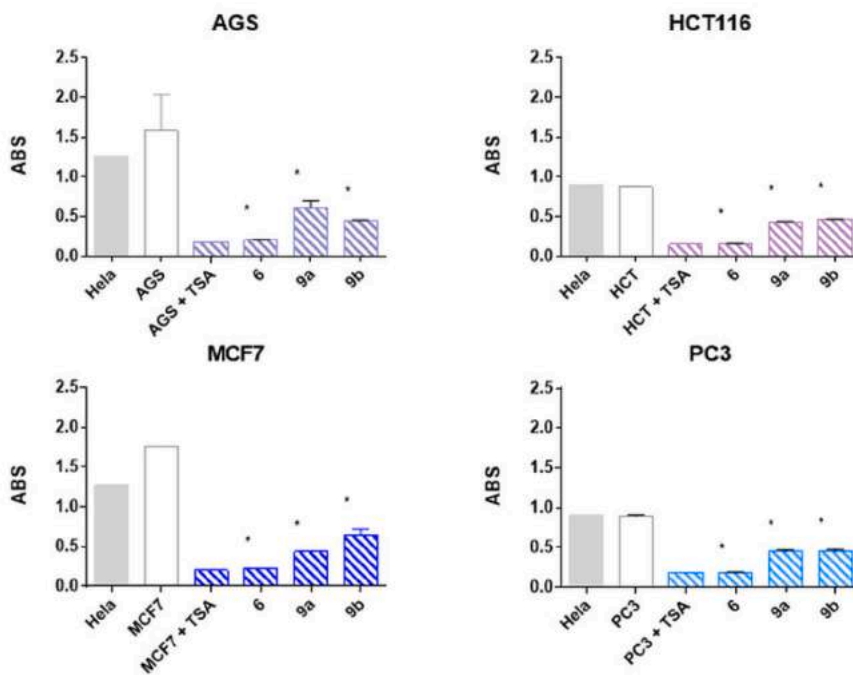 AGS
2.5
2.0
1.5
1.0
0.5
0.0
ABS
* * *
Hela AGS AGS + TSA 6 9a 9b
HCT116
2.5
2.0
1.5
1.0
0.5
0.0
ABS
* * *
Hela HCT HCT + TSA 6 9a 9b
MCF7
2.5
2.0
1.5
1.0
0.5
0.0
ABS
* * *
Hela MCF7 MCF7 + TSA 6 9a 9b
PC3
2.5
2.0
1.5
1.0
0.5
0.0
ABS
* * *
Hela PC3 PC3 + TSA 6 9a 9b